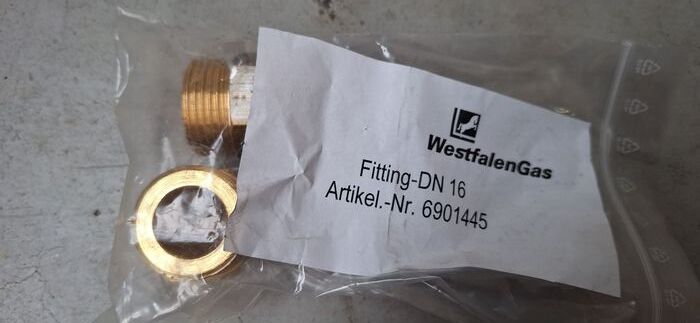 WestfalenGas
Fitting-DN 16
Artikel.-Nr. 6901445